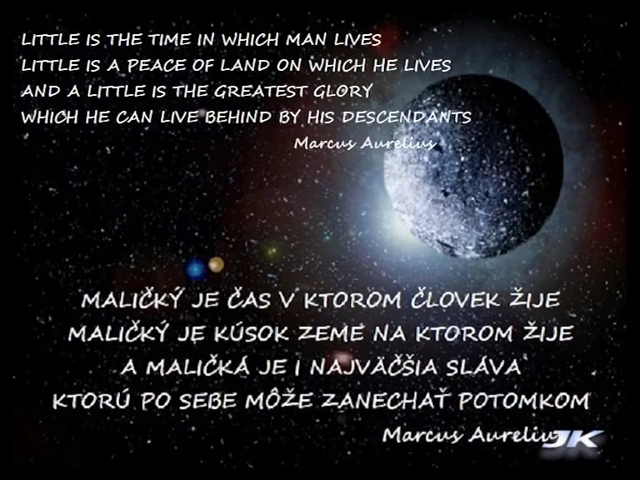 LITTLE IS THE TIME IN WHICH MAN LIVES
LITTLE IS A PEACE OF LAND ON WHICH HE LIVES
AND A LITTLE IS THE GREATEST GLORY
WHICH HE CAN LIVE BEHIND BY HIS DESCENDANTS
Marcus Aurelius
MALIČKÝ JE ČAS V KTOROM ČLOVEK ŽIJE
MALIČKÝ JE KÚSOK ZEME NA KTOROM ŽIJE
A MALIČKÁ JE I NAJVÄČŠIA SLÁVA
KTORÚ PO SEBE MÔŽE ZANECHAŤ POTOMKOM
Marcus Aurelius
JK